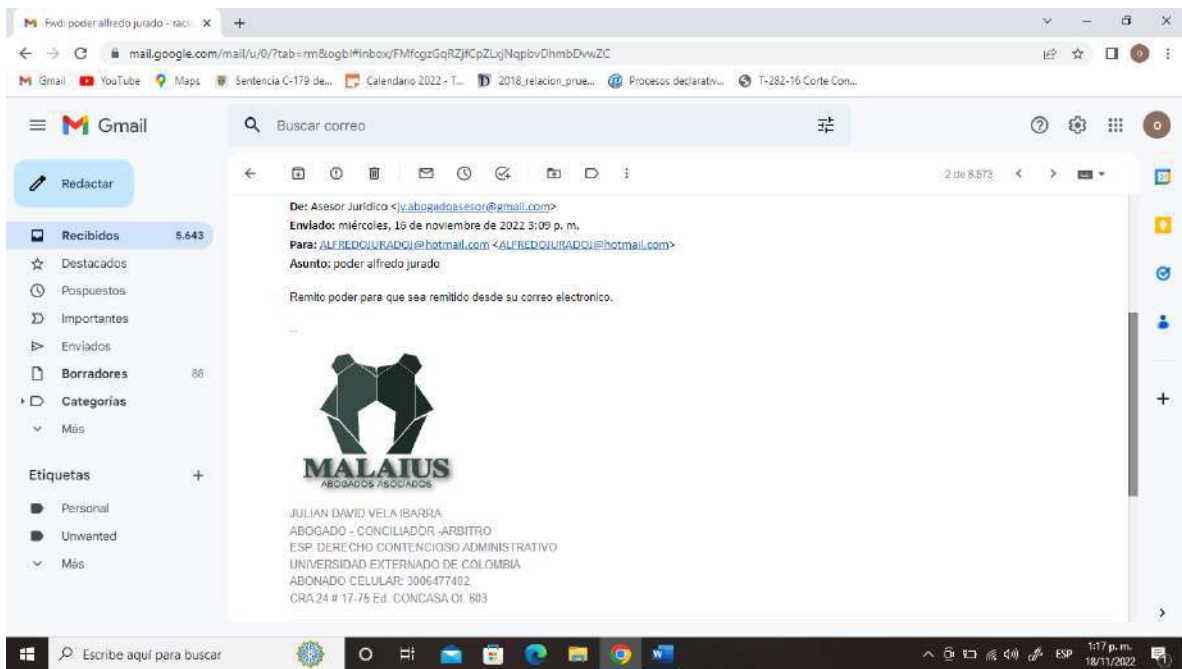 Fwd: poder alfredo jurado - racs
mail.google.com/mail/u/0/?tab=rm&ogbl#inbox/FMfcgzGqRZjfCpZLxjNqpbvDhmbDvwZC
Gmail YouTube Maps Sentencia C-179 de... Calendario 2022 - T... 2018_relacion_prue... Procesos declarativ... T-282-16 Corte Con...
Gmail
Buscar correo
Redactar
2 de 8.573
De: Asesor Juridico <jv.abogadoasesor@gmail.com>
Enviado: miércoles, 16 de noviembre de 2022 3:09 p. m.
Para: ALFREDOJURADOJ@hotmail.com <ALFREDOJURADOJ@hotmail.com>
Asunto: poder alfredo jurado
Remito poder para que sea remitido desde su correo electronico.
--
Recibidos 5.643
Destacados
Pospuestos
Importantes
Enviados
Borradores 88
Categorías
Más
Etiquetas
Personal
Unwanted
Más
MALAIUS
ABOGADOS ASOCIADOS
JULIAN DAVID VELA IBARRA
ABOGADO - CONCILIADOR -ARBITRO
ESP. DERECHO CONTENCIOSO ADMINISTRATIVO
UNIVERSIDAD EXTERNADO DE COLOMBIA
ABONADO CELULAR: 3006477402
CRA 24 # 17-75 Ed. CONCASA Of. 603
Escribe aquí para buscar
ESP
1:17 p. m.
18/11/2022